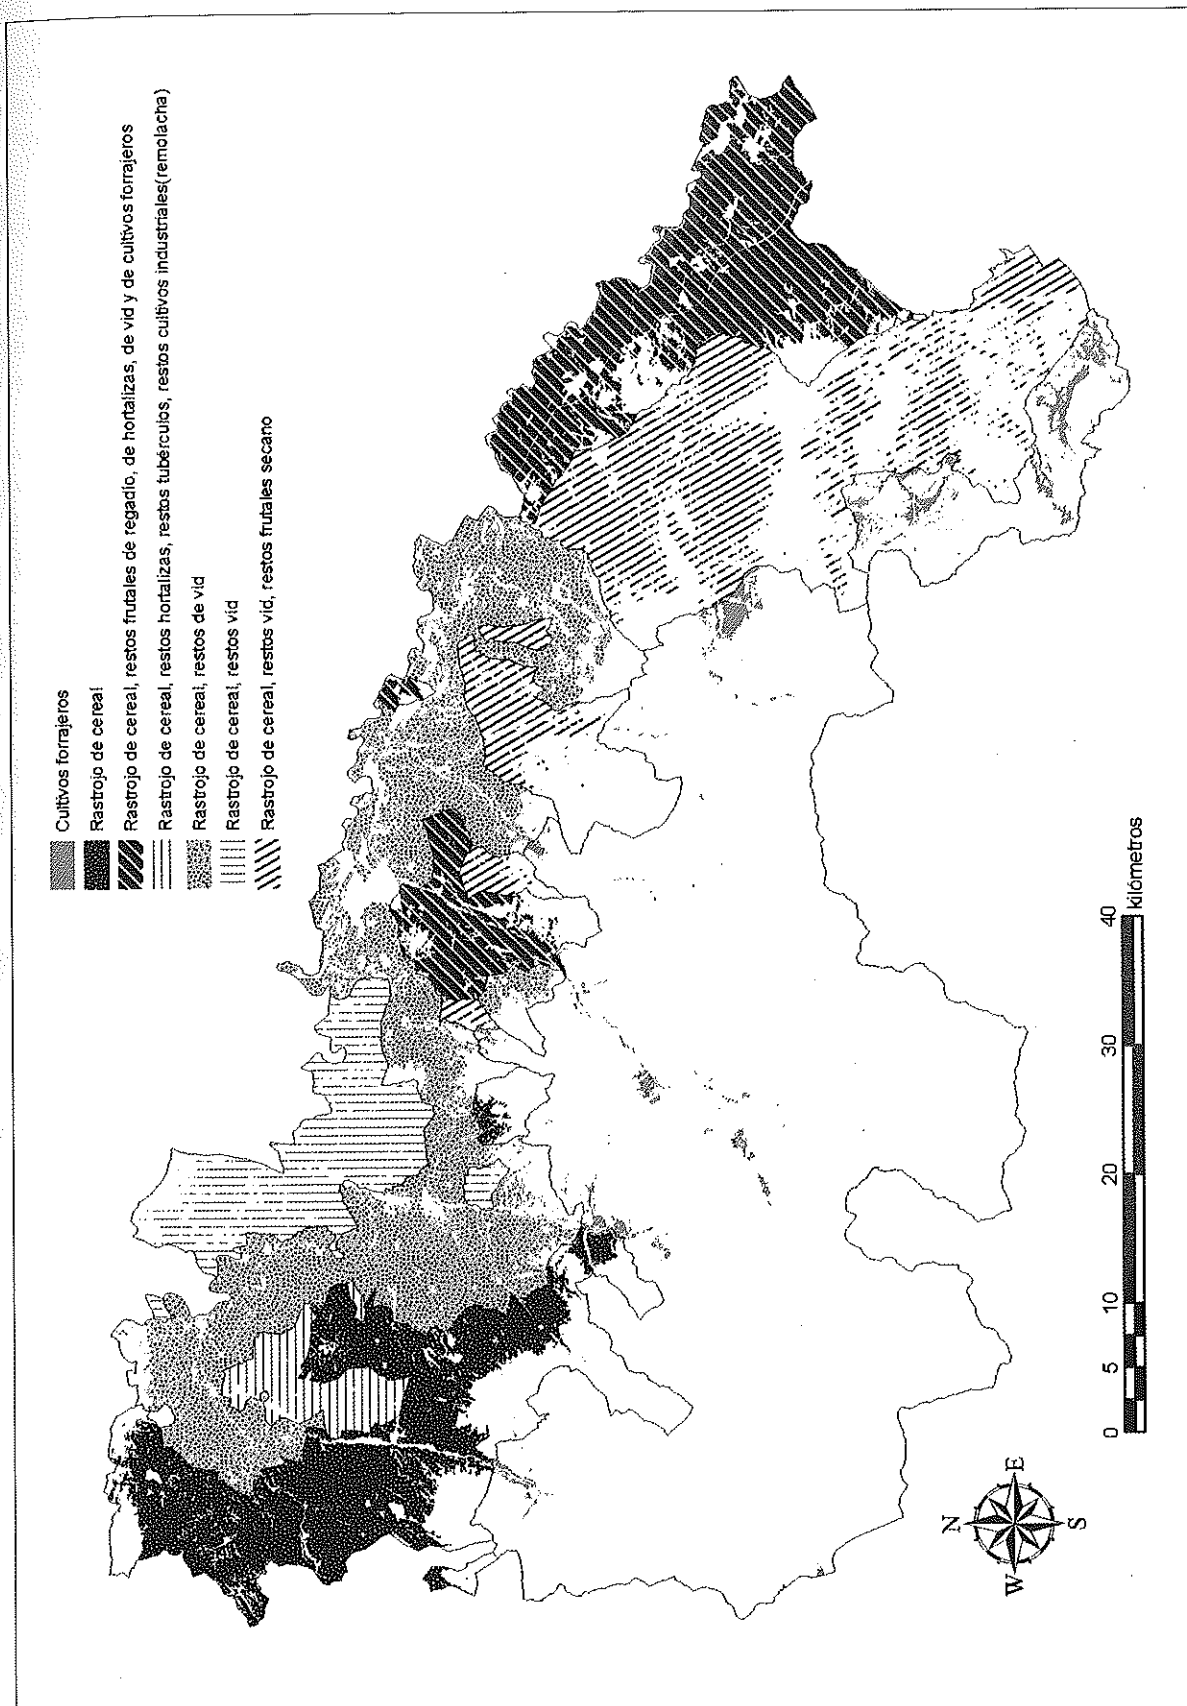 Cultivos forrajeros
Rastrojo de cereal
Rastrojo de cereal, restos frutales de regadío, de hortalizas, de vid y de cultivos forrajeros
Rastrojo de cereal, restos hortalizas, restos tubérculos, restos cultivos industriales(remolacha)
Rastrojo de cereal, restos de vid
Rastrojo de cereal, restos vid
Rastrojo de cereal, restos vid, restos frutales secano
N
W E
S
0 5 10 20 30 40
kilómetros